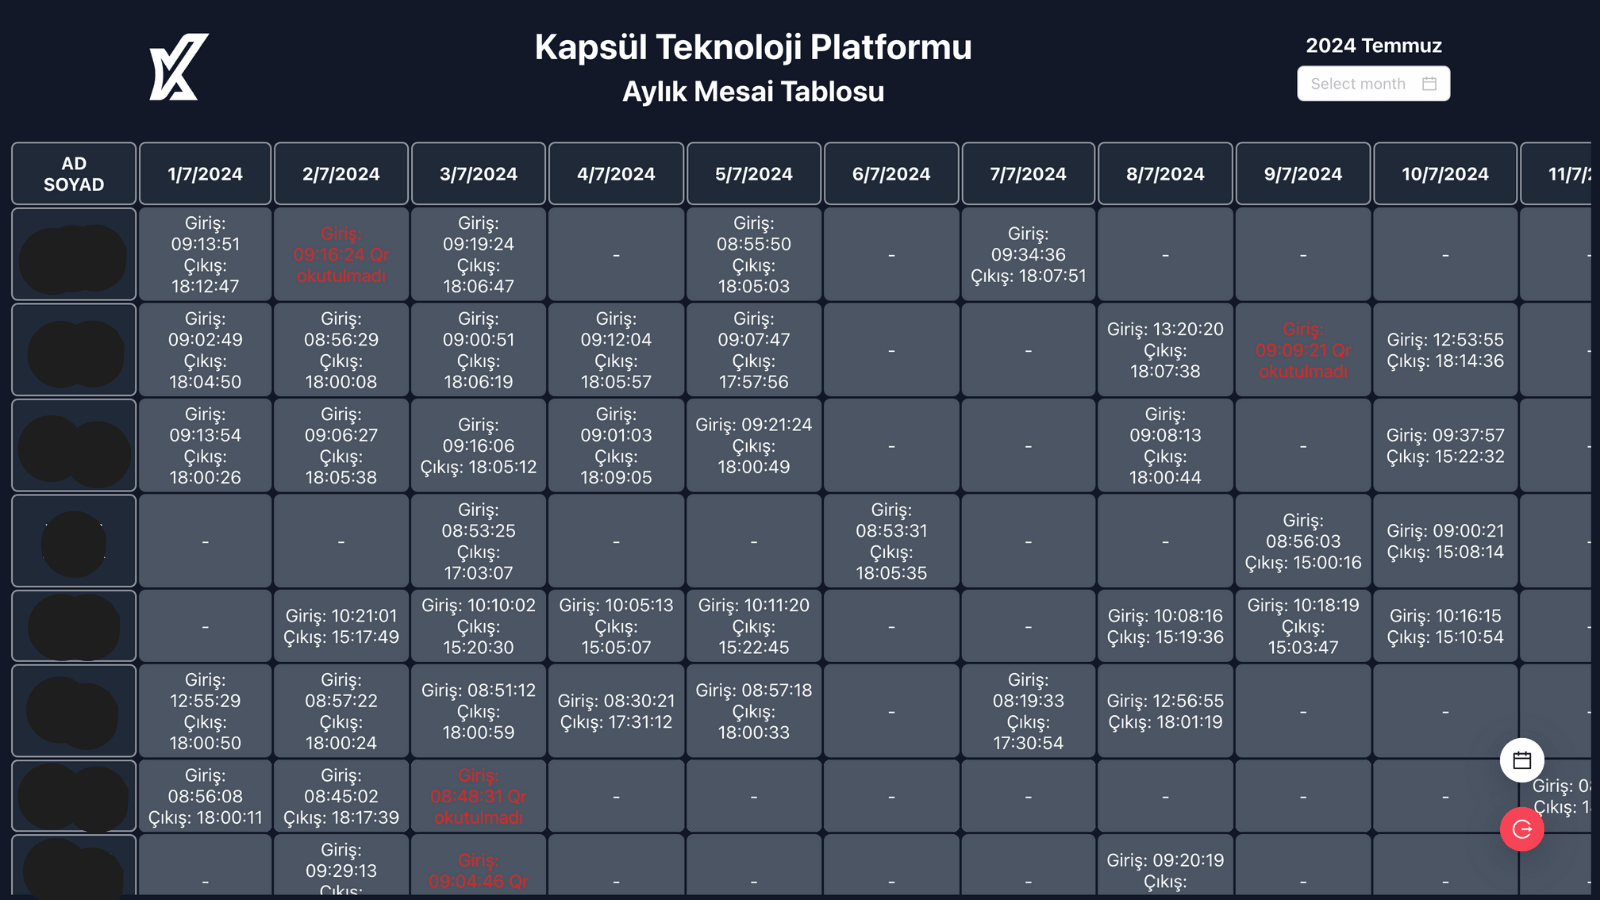 Kapsül Teknoloji Platformu
Aylık Mesai Tablosu
2024 Temmuz
Select month
AD
SOYAD
1/7/2024
2/7/2024
3/7/2024
4/7/2024
5/7/2024
6/7/2024
7/7/2024
8/7/2024
9/7/2024
10/7/2024
11/7/2
Giriş:
09:13:51
Çıkış:
18:12:47
Giriş:
09:16:24 Qr
okutulmadı
Giriş:
09:19:24
Çıkış:
18:06:47
-
Giriş:
08:55:50
Çıkış:
18:05:03
-
Giriş:
09:34:36
Çıkış: 18:07:51
-
-
-
-
Giriş:
09:02:49
Çıkış:
18:04:50
Giriş:
08:56:29
Çıkış:
18:00:08
Giriş:
09:00:51
Çıkış:
18:06:19
Giriş:
09:12:04
Çıkış:
18:05:57
Giriş:
09:07:47
Çıkış:
17:57:56
-
-
Giriş: 13:20:20
Çıkış:
18:07:38
Giriş:
09:09:21 Qr
okutulmadı
Giriş: 12:53:55
Çıkış: 18:14:36
-
Giriş:
09:13:54
Çıkış:
18:00:26
Giriş:
09:06:27
Çıkış:
18:05:38
Giriş:
09:16:06
Çıkış: 18:05:12
Giriş:
09:01:03
Çıkış:
18:09:05
Giriş: 09:21:24
Çıkış:
18:00:49
-
-
Giriş:
09:08:13
Çıkış:
18:00:44
-
Giriş: 09:37:57
Çıkış: 15:22:32
-
-
-
Giriş:
08:53:25
Çıkış:
17:03:07
-
-
Giriş:
08:53:31
Çıkış:
18:05:35
-
-
Giriş:
08:56:03
Çıkış: 15:00:16
Giriş: 09:00:21
Çıkış: 15:08:14
-
-
Giriş: 10:21:01
Çıkış: 15:17:49
Giriş: 10:10:02
Çıkış:
15:20:30
Giriş: 10:05:13
Çıkış:
15:05:07
Giriş: 10:11:20
Çıkış:
15:22:45
-
-
Giriş: 10:08:16
Çıkış: 15:19:36
Giriş: 10:18:19
Çıkış:
15:03:47
Giriş: 10:16:15
Çıkış: 15:10:54
-
Giriş:
12:55:29
Çıkış:
18:00:50
Giriş:
08:57:22
Çıkış:
18:00:24
Giriş: 08:51:12
Çıkış:
18:00:59
Giriş: 08:30:21
Çıkış: 17:31:12
Giriş: 08:57:18
Çıkış:
18:00:33
-
Giriş:
08:19:33
Çıkış:
17:30:54
Giriş: 12:56:55
Çıkış: 18:01:19
-
-
-
Giriş:
08:56:08
Çıkış: 18:00:11
Giriş:
08:45:02
Çıkış: 18:17:39
Giriş:
08:48:31 Qr
okutulmadı
-
-
-
-
-
-
-
Giriş: 0
Çıkış: 1
-
Giriş:
09:29:13
Çıkış:
Giriş:
09:04:46 Qr
-
-
-
-
Giriş: 09:20:19
Çıkış:
-
-
-